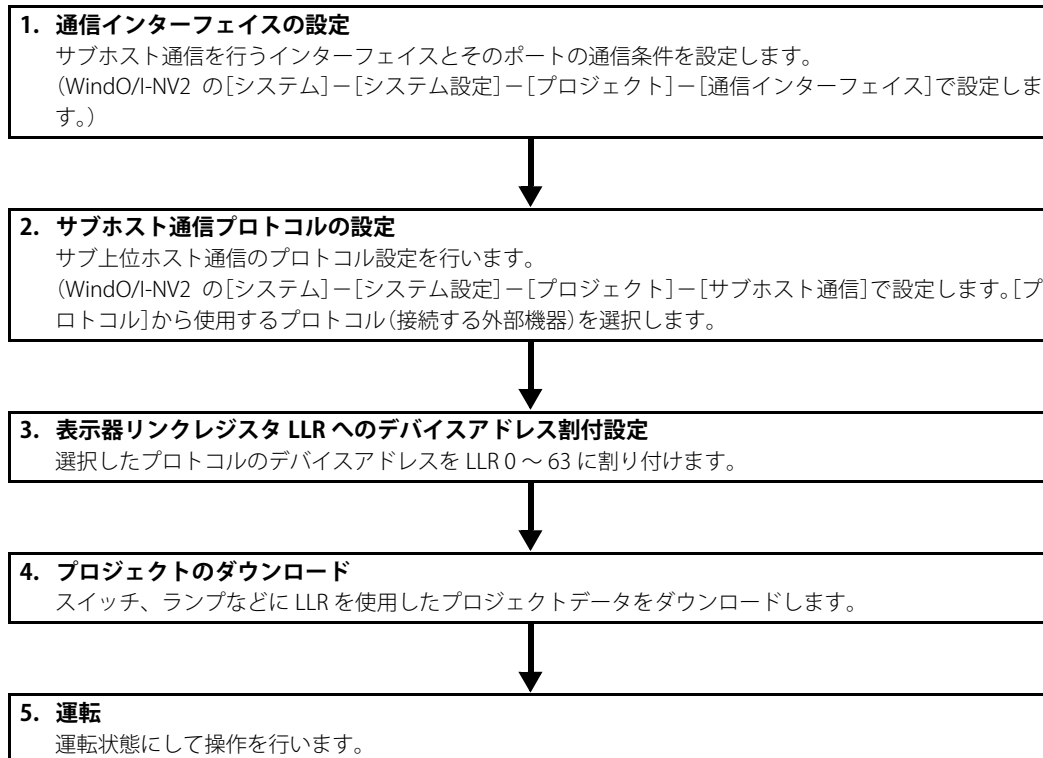 1. 通信インターフェイスの設定
サブホスト通信を行うインターフェイスとそのポートの通信条件を設定します。
(WindO/I-NV2 の[システム]－[システム設定]－[プロジェクト]－[通信インターフェイス]で設定しま
す。)
2. サブホスト通信プロトコルの設定
サブ上位ホスト通信のプロトコル設定を行います。
(WindO/I-NV2 の[システム]－[システム設定]－[プロジェクト]－[サブホスト通信]で設定します。[プ
ロトコル]から使用するプロトコル(接続する外部機器)を選択します。
3. 表示器リンクレジスタ LLR へのデバイスアドレス割付設定
選択したプロトコルのデバイスアドレスを LLR 0 ～ 63 に割り付けます。
4. プロジェクトのダウンロード
スイッチ、ランプなどに LLR を使用したプロジェクトデータをダウンロードします。
5. 運転
運転状態にして操作を行います。